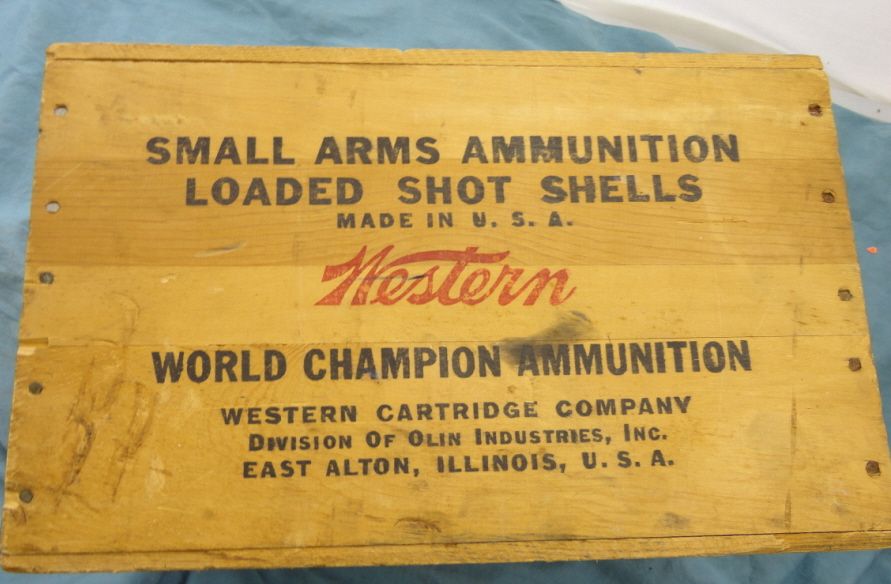 SMALL ARMS AMMUNITION
LOADED SHOT SHELLS
MADE IN U. S. A.
Western
WORLD CHAMPION AMMUNITION
WESTERN CARTRIDGE COMPANY
DIVISION OF OLIN INDUSTRIES, INC.
EAST ALTON, ILLINOIS, U. S. A.